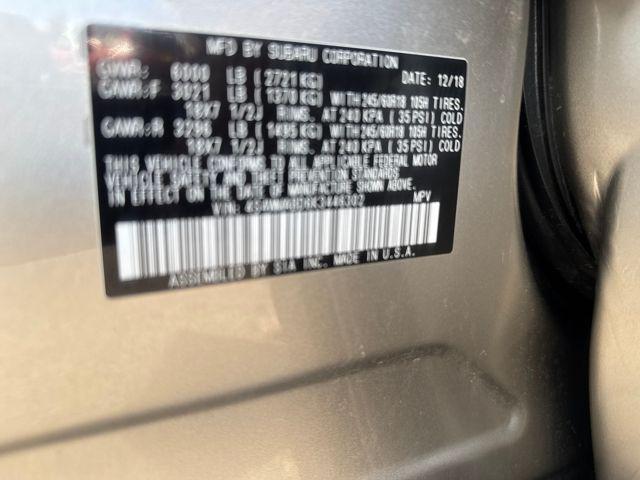 MFD BY SUBARU CORPORATION
GVWR: LB (2721 KG) DATE: 12/18
GAWR:F 3021 LB (1370 KG) WITH 245/60R18 105H TIRES.
18X7 1/2J RIMS. AT 240 KPA (35 PSI) COLD
GAWR:R LB KG) WITH 245/60R18 105H TIRES.
18X7 1/2J RIMS. AT 240 KPA (35 PSI) COLD
THIS VEHICLE CONFORMS TO ALL APPLICABLE FEDERAL MOTOR
VEHICLE SAFETY AND THEFT PREVENTION STANDARDS
IN EFFECT ON THE DATE OF MANUFACTURE SHOWN ABOVE.
VIN: MPV
ASSEMBLED BY SIA INC. MADE IN U.S.A.